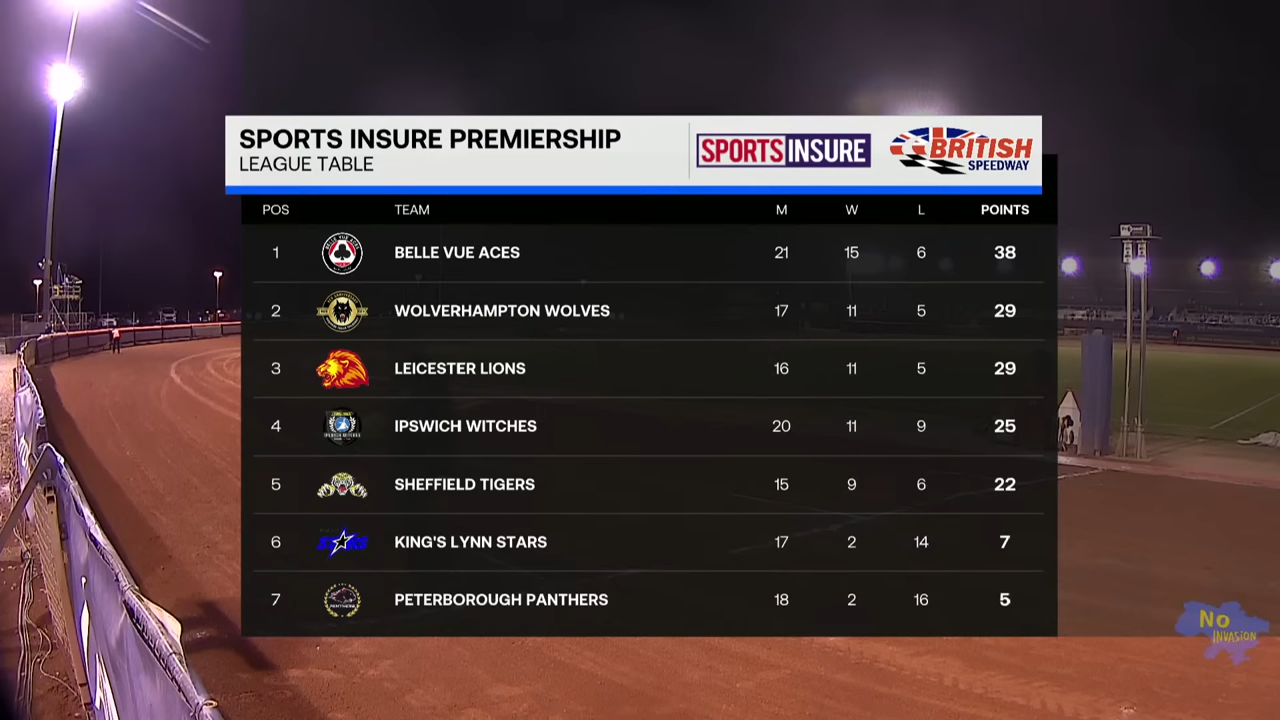 SPORTS INSURE PREMIERSHIP
LEAGUE TABLE
SPORTS INSURE
BRITISH SPEEDWAY
POS TEAM M W L POINTS
1 BELLE VUE ACES 21 15 6 38
2 WOLVERHAMPTON WOLVES 17 11 5 29
3 LEICESTER LIONS 16 11 5 29
4 IPSWICH WITCHES 20 11 9 25
5 SHEFFIELD TIGERS 15 9 6 22
6 KING'S LYNN STARS 17 2 14 7
7 PETERBOROUGH PANTHERS 18 2 16 5
No
INVASION